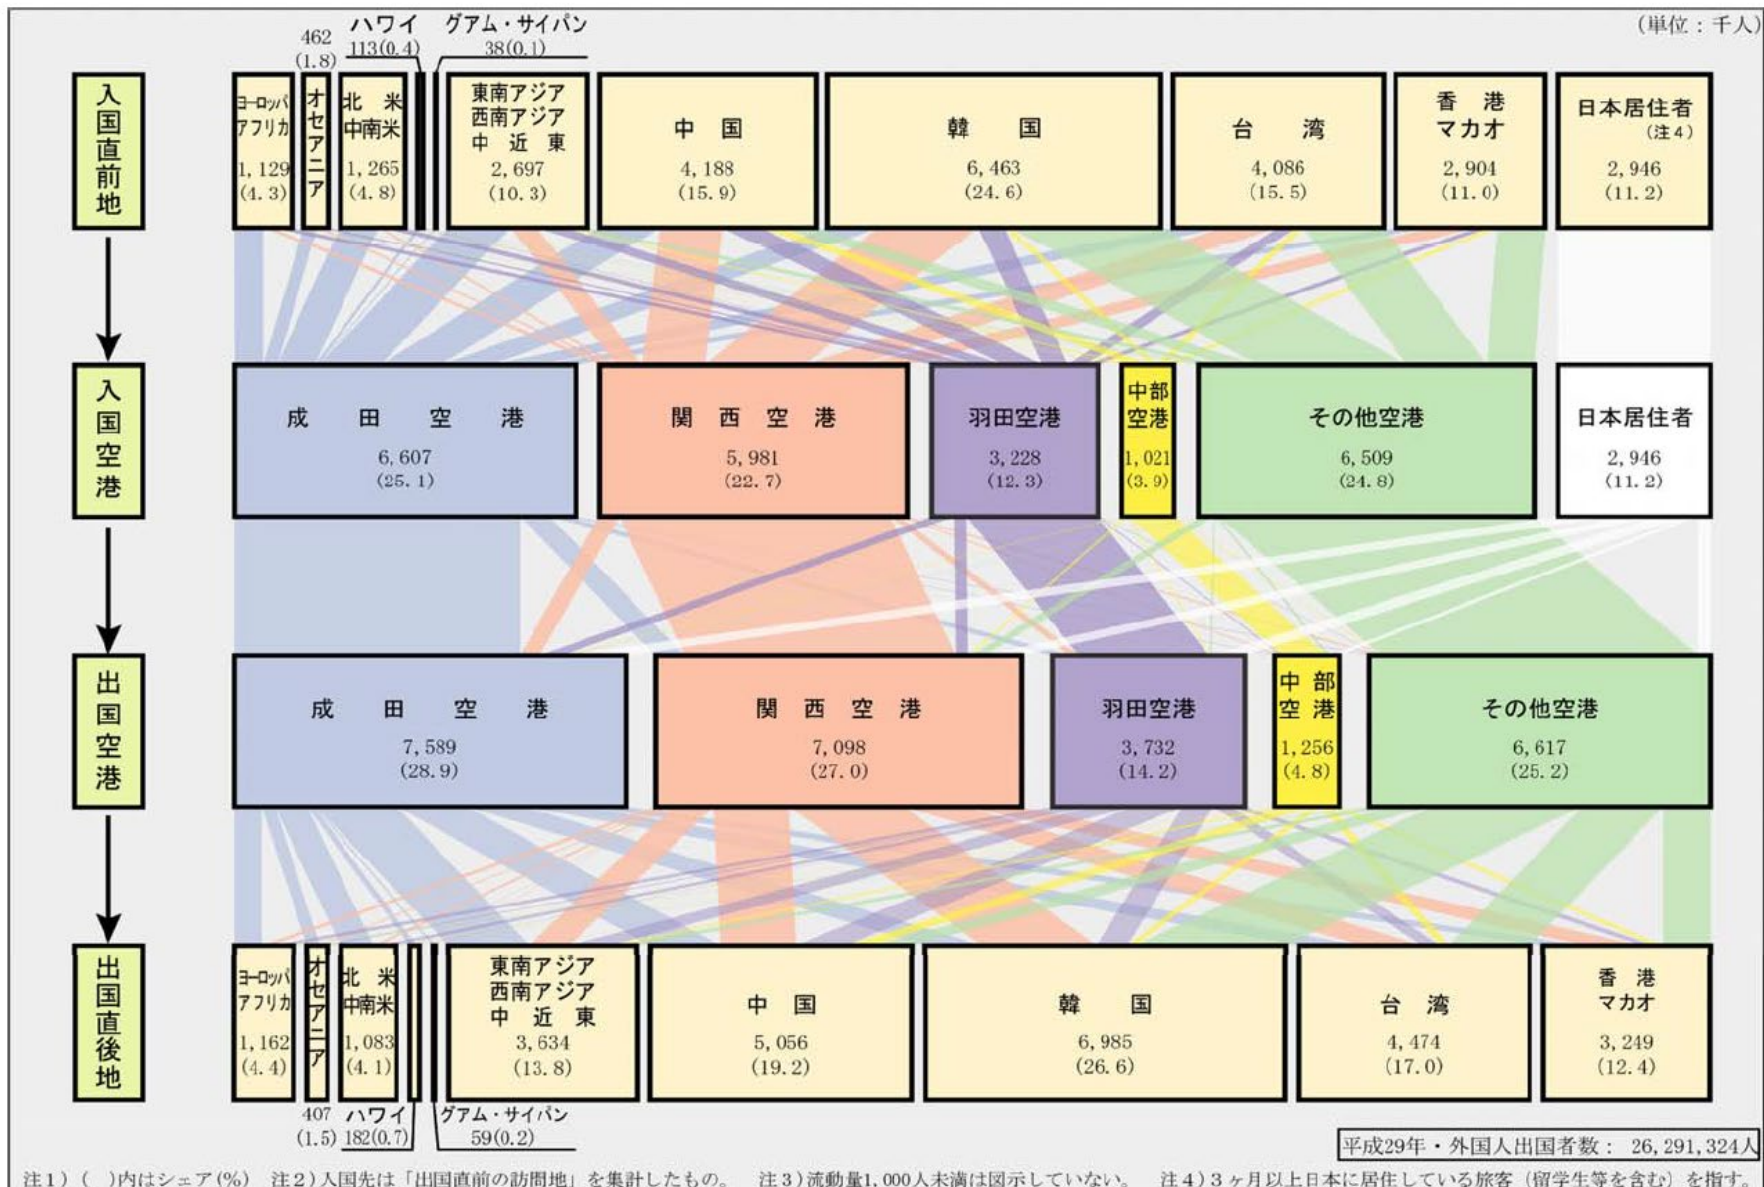 (単位：千人)
ハワイ
113(0.4)
グアム・サイパン
38(0.1)
462
(1.8)
入国直前地
ヨーロッパ
アフリカ
1,129
(4.3)
オセアニア
北米
中南米
1,265
(4.8)
東南アジア
西南アジア
中近東
2,697
(10.3)
中国
4,188
(15.9)
韓国
6,463
(24.6)
台湾
4,086
(15.5)
香港
マカオ
2,904
(11.0)
日本居住者
(注4)
2,946
(11.2)
入国空港
成田空港
6,607
(25.1)
関西空港
5,981
(22.7)
羽田空港
3,228
(12.3)
中部
空港
1,021
(3.9)
その他空港
6,509
(24.8)
日本居住者
2,946
(11.2)
出国空港
成田空港
7,589
(28.9)
関西空港
7,098
(27.0)
羽田空港
3,732
(14.2)
中部
空港
1,256
(4.8)
その他空港
6,617
(25.2)
出国直後地
ヨーロッパ
アフリカ
1,162
(4.4)
オセアニア
北米
中南米
1,083
(4.1)
東南アジア
西南アジア
中近東
3,634
(13.8)
中国
5,056
(19.2)
韓国
6,985
(26.6)
台湾
4,474
(17.0)
香港
マカオ
3,249
(12.4)
407
(1.5)
ハワイ
182(0.7)
グアム・サイパン
59(0.2)
平成29年・外国人出国者数： 26,291,324人
注1）( )内はシェア(%) 注2）入国先は「出国直前の訪問地」を集計したもの。 注3）流動量1,000人未満は図示していない。 注4）3ヶ月以上日本に居住している旅客（留学生等を含む）を指す。